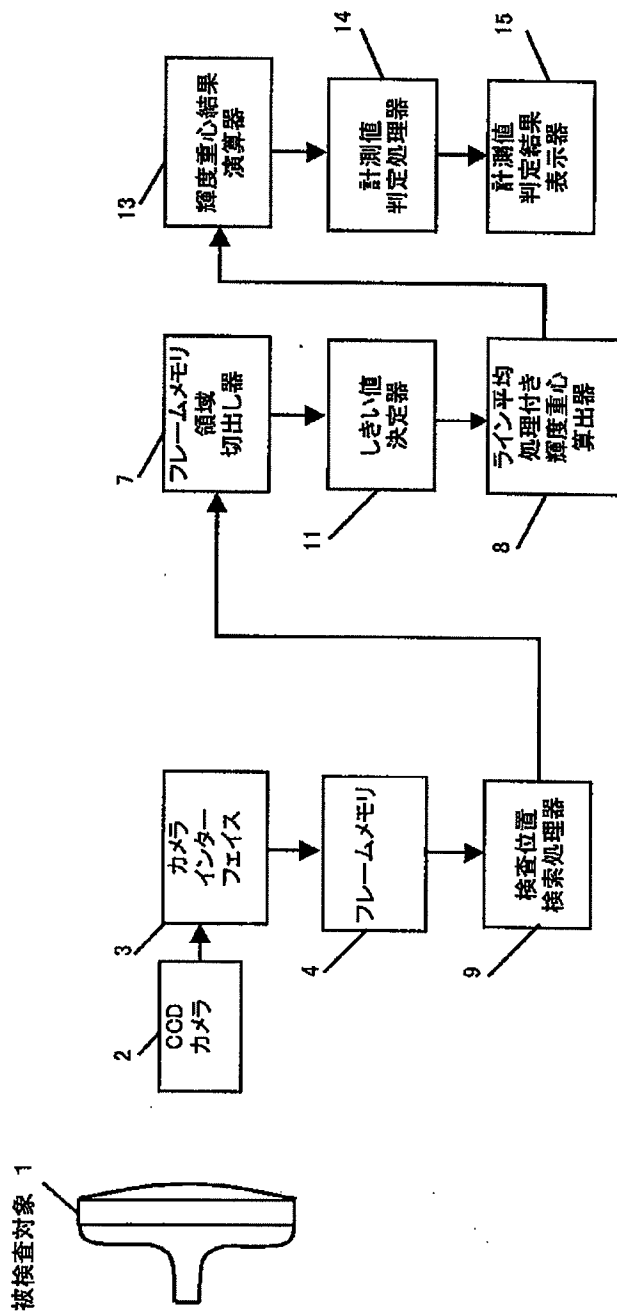 被検査対象 1
2
CCD
カメラ
3
カメラ
インター
フェイス
4
フレームメモリ
9
検査位置
検索処理器
7
フレームメモリ
領域
切出し器
11
しきい値
決定器
8
ライン平均
処理付き
輝度重心
算出器
13
輝度重心結果
演算器
14
計測値
判定処理器
15
計測値
判定結果
表示器